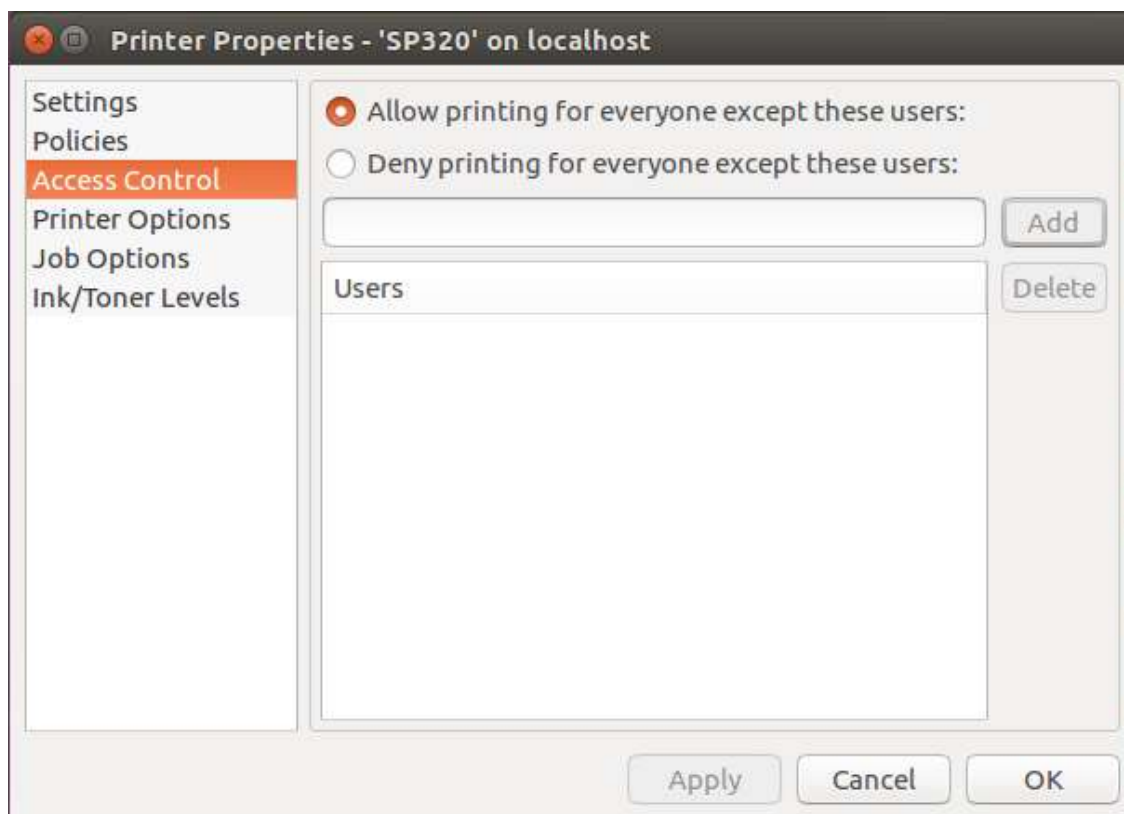 Printer Properties - 'SP320' on localhost
Settings
Policies
Access Control
Printer Options
Job Options
Ink/Toner Levels
Allow printing for everyone except these users:
Deny printing for everyone except these users:
Add
Users
Delete
Apply
Cancel
OK